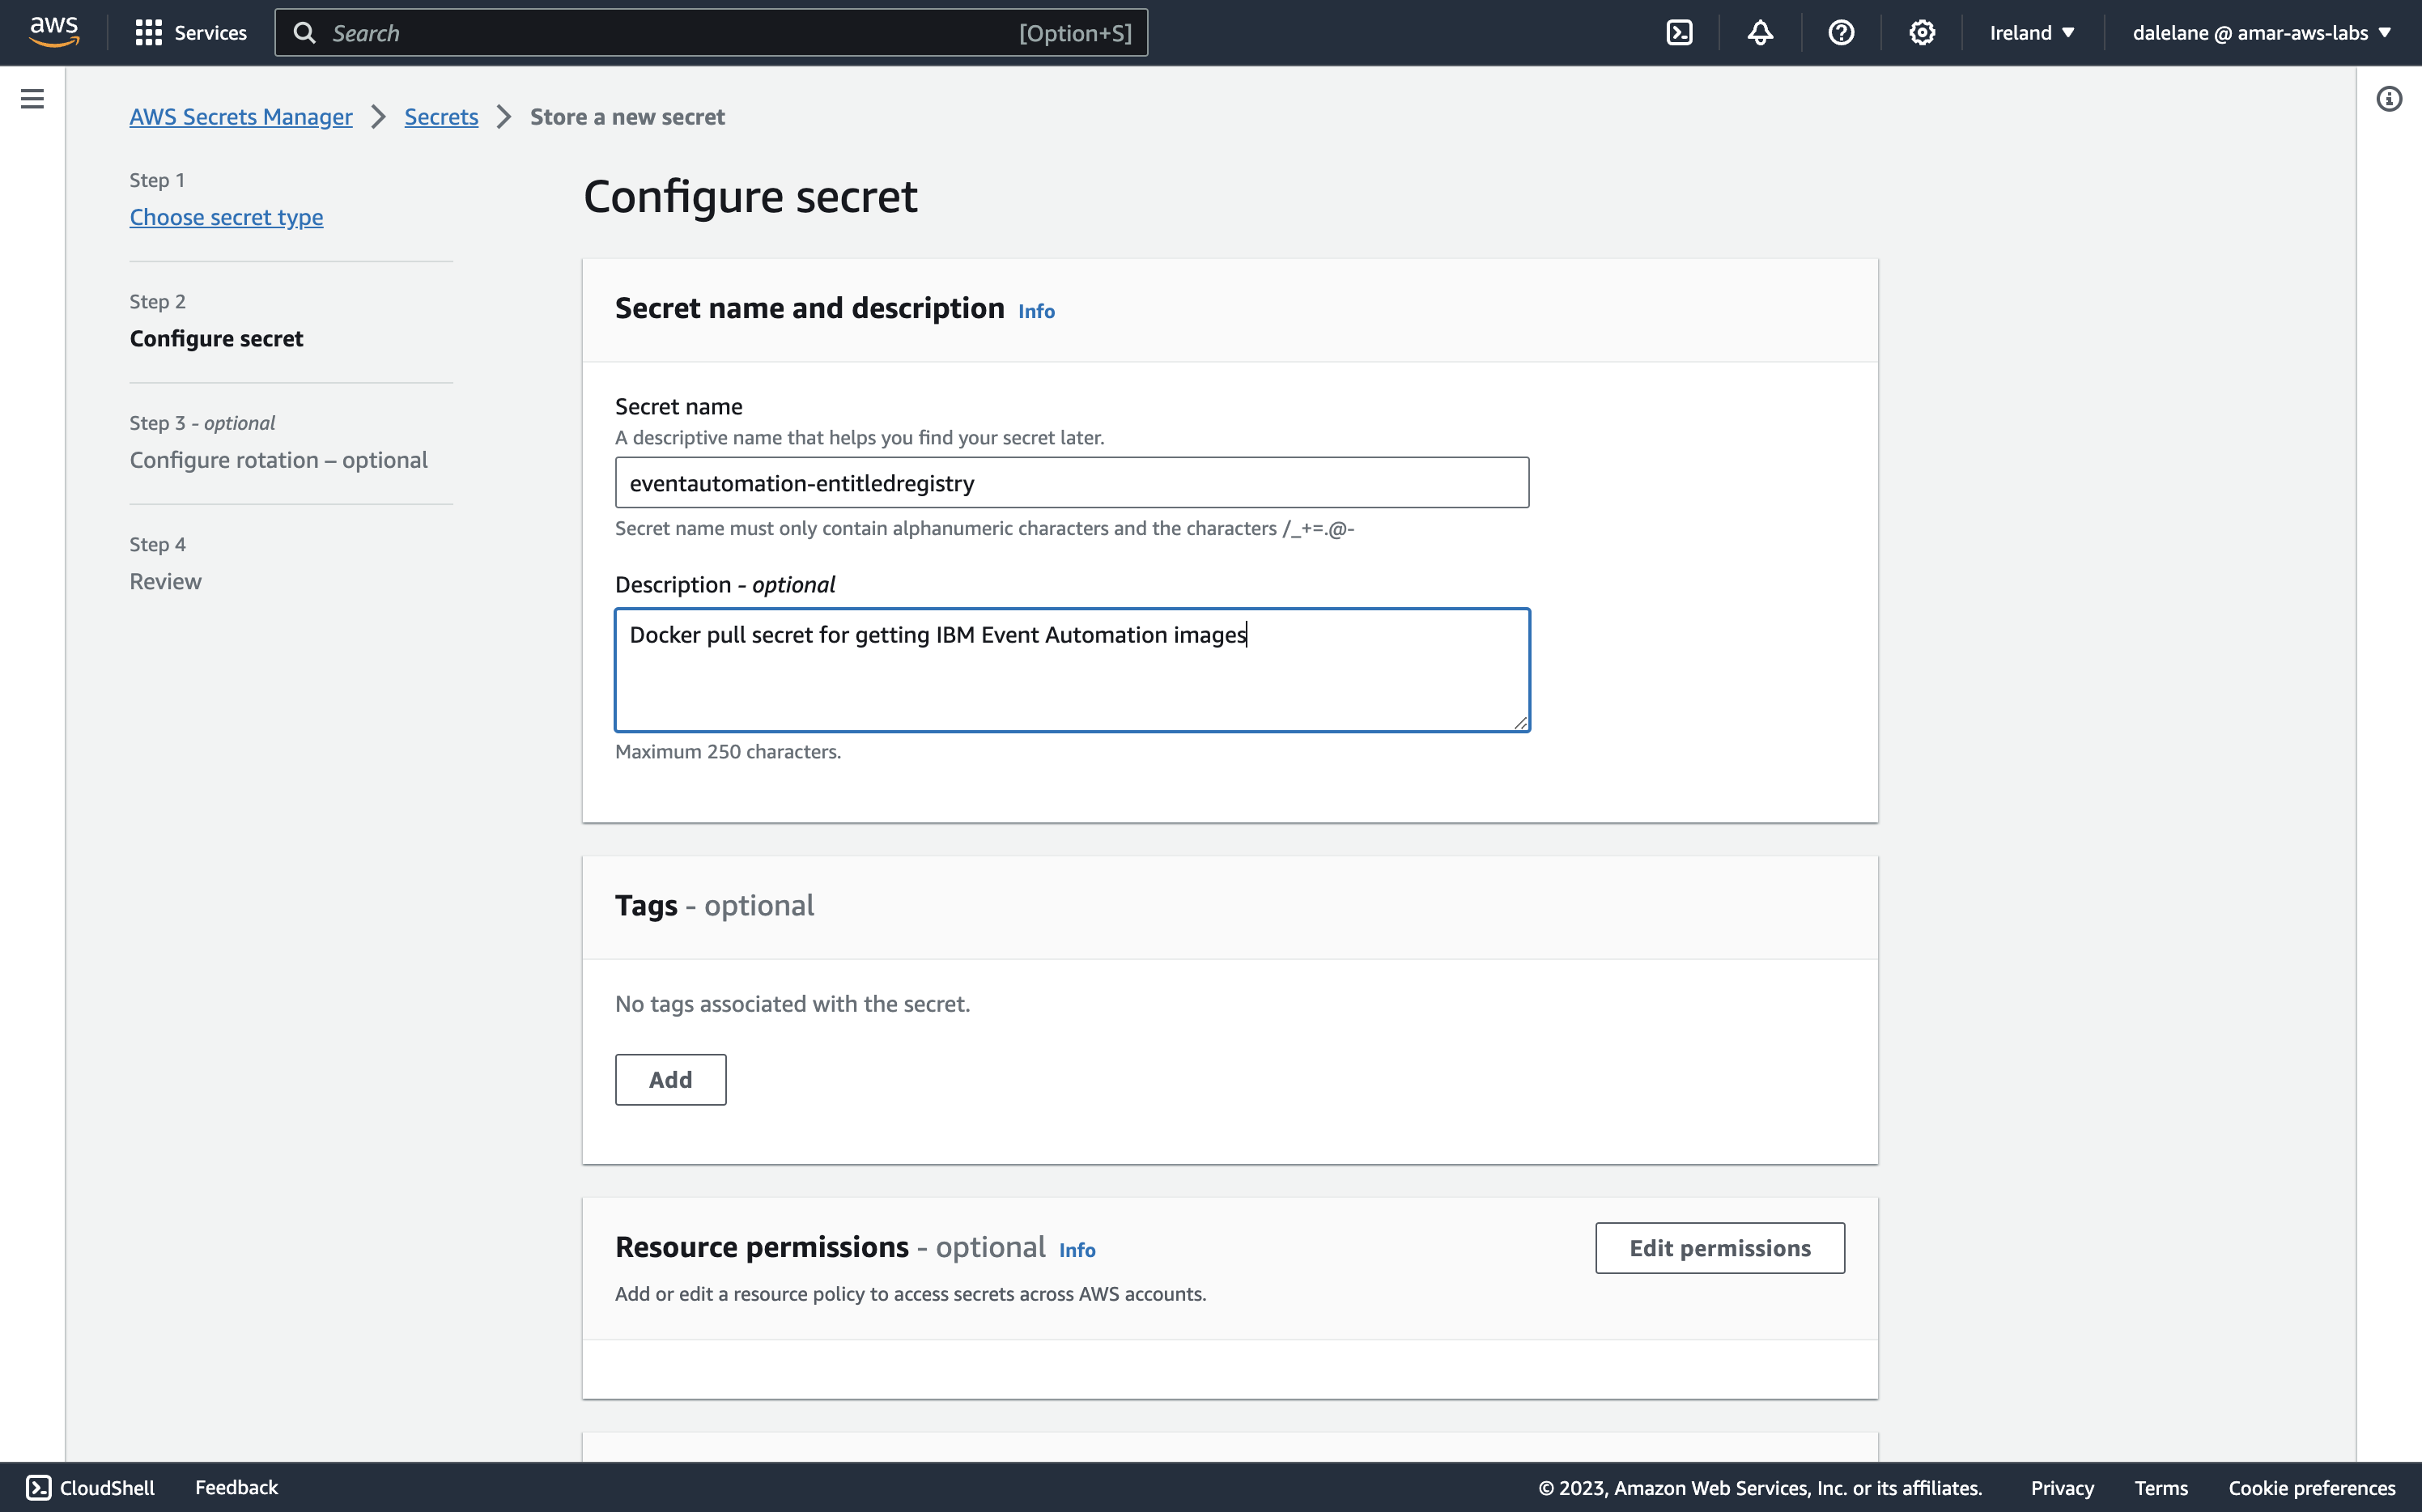 aws Services Search [Option+S] Ireland dalelane @ amar-aws-labs
AWS Secrets Manager Secrets Store a new secret
Step 1
Choose secret type
Step 2
Configure secret
Step 3 - optional
Configure rotation – optional
Step 4
Review
Configure secret
Secret name and description Info
Secret name
A descriptive name that helps you find your secret later.
eventautomation-entitledregistry
Secret name must only contain alphanumeric characters and the characters /_+=.@-
Description - optional
Docker pull secret for getting IBM Event Automation images
Maximum 250 characters.
Tags - optional
No tags associated with the secret.
Add
Resource permissions - optional Info
Edit permissions
Add or edit a resource policy to access secrets across AWS accounts.
CloudShell Feedback © 2023, Amazon Web Services, Inc. or its affiliates. Privacy Terms Cookie preferences